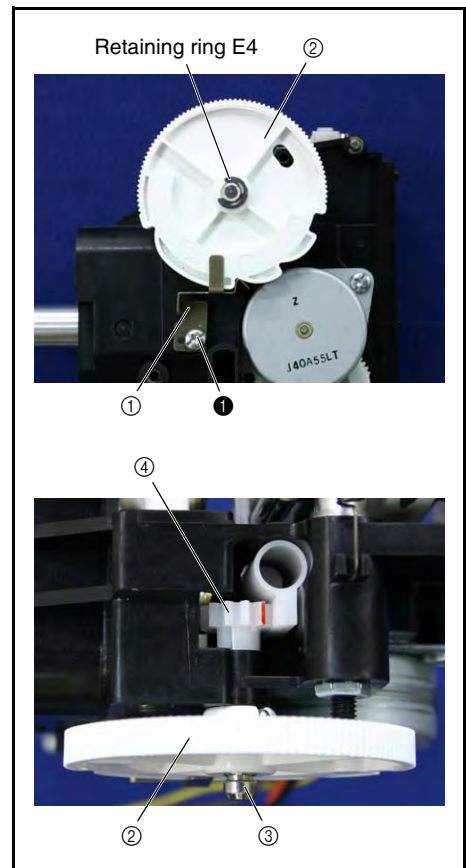 Retaining ring E4 ②
Z
J40A55LT
① ❶
④
② ③